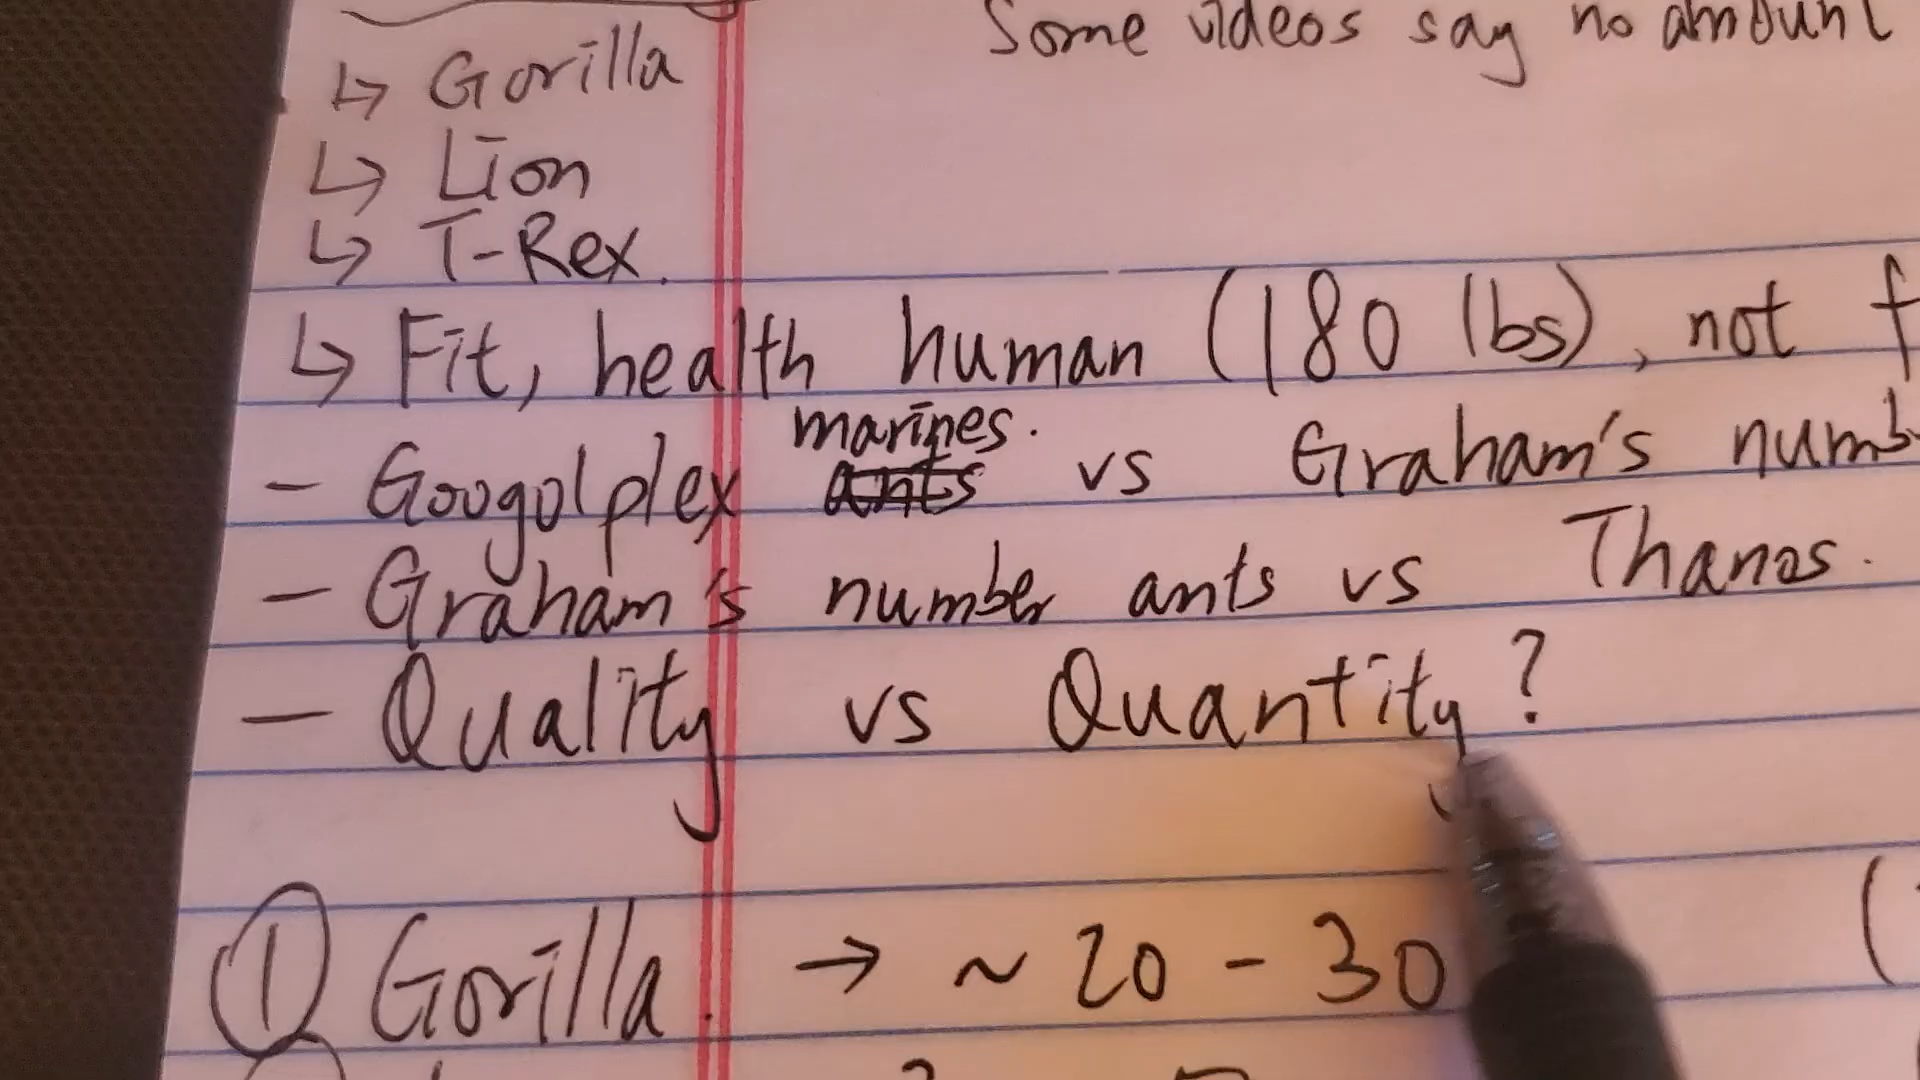 Some videos say no amount
↳ Gorilla
↳ Lion
↳ T-Rex.
↳ Fit, health human (180 lbs), not
marines.
- Googolplex ants vs Graham's numb
- Graham's number ants vs Thanos.
- Quality vs Quantity?
① Gorilla. → ~ 20 - 30